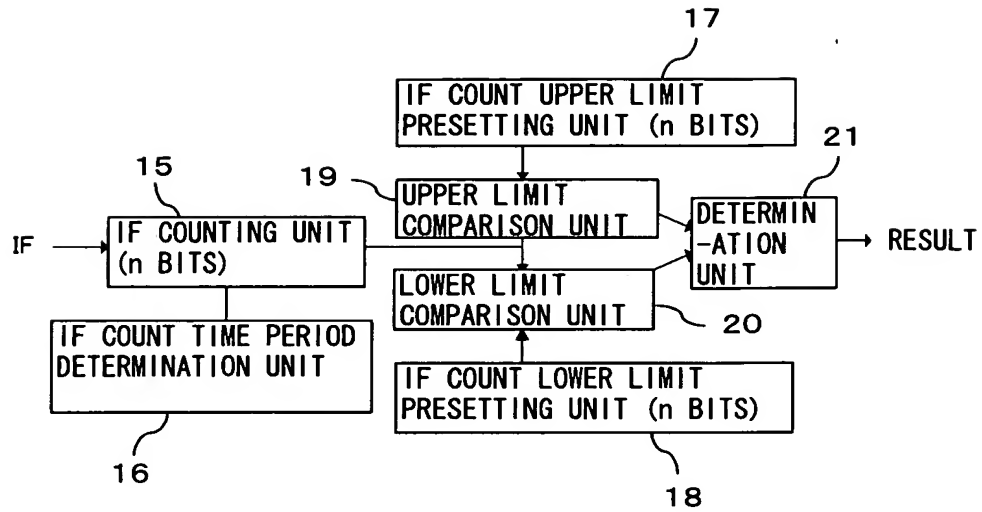 17
IF COUNT UPPER LIMIT
PRESETTING UNIT (n BITS)
21
15
19
UPPER LIMIT
COMPARISON UNIT
DETERMIN
-ATION
UNIT
IF
IF COUNTING UNIT
(n BITS)
RESULT
LOWER LIMIT
COMPARISON UNIT
20
IF COUNT TIME PERIOD
DETERMINATION UNIT
IF COUNT LOWER LIMIT
PRESETTING UNIT (n BITS)
16
18